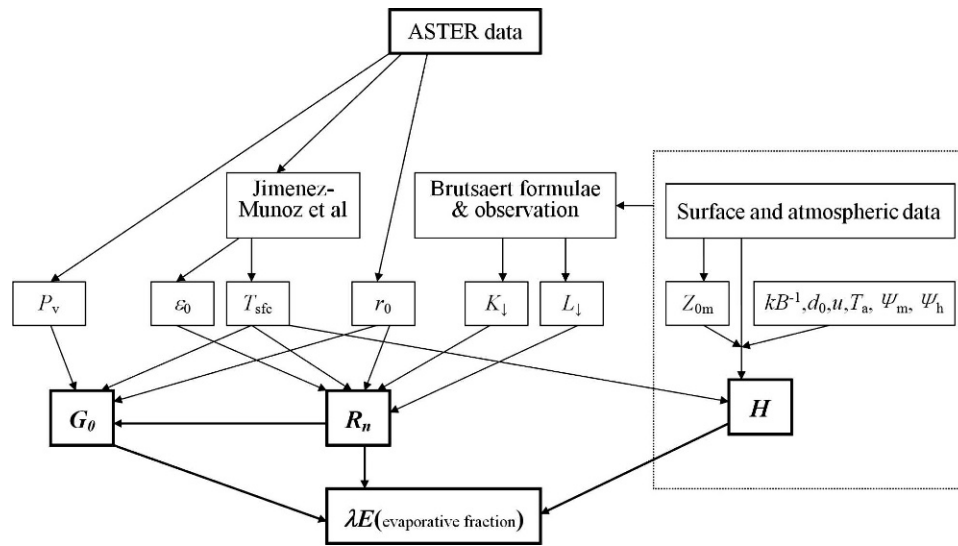 ASTER data
Jimenez-
Munoz et al
Brutsaert formulae
& observation
Surface and atmospheric data
Pᵥ
ε₀
Tsfc
r₀
K↓
L↓
Z₀ₘ
kB⁻¹,d₀,u,Tₐ, Ψₘ, Ψₕ
G₀
Rₙ
H
λE(evaporative fraction)